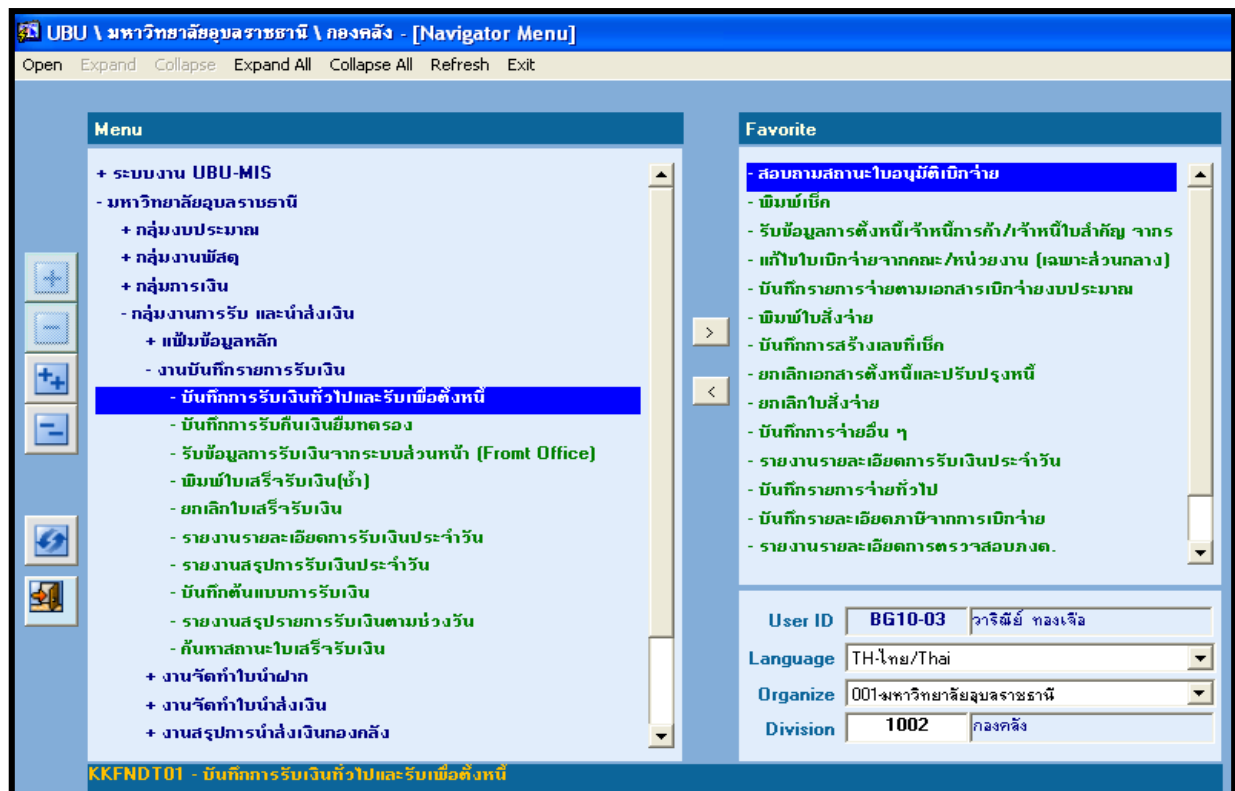 UBU \ มหาวิทยาลัยอุบลราชธานี \ กองคลัง - [Navigator Menu]
Open Expand Collapse Expand All Collapse All Refresh Exit
Menu
+ ระบบงาน UBU-MIS
- มหาวิทยาลัยอุบลราชธานี
+ กลุ่มงบประมาณ
+ กลุ่มงานพัสดุ
+ กลุ่มการเงิน
- กลุ่มงานการรับ และนำส่งเงิน
+ แฟ้มข้อมูลหลัก
- งานบันทึกรายการรับเงิน
- บันทึกการรับเงินทั่วไปและรับเพื่อตั้งหนี้
- บันทึกการรับคืนเงินยืมทดรอง
- รับข้อมูลการรับเงินจากระบบส่วนหน้า (Fromt Office)
- พิมพ์ใบเสร็จรับเงิน(ซ้ำ)
- ยกเลิกใบเสร็จรับเงิน
- รายงานรายละเอียดการรับเงินประจำวัน
- รายงานสรุปการรับเงินประจำวัน
- บันทึกต้นแบบการรับเงิน
- รายงานสรุปรายการรับเงินตามช่วงวัน
- ค้นหาสถานะใบเสร็จรับเงิน
+ งานจัดทำใบนำฝาก
+ งานจัดทำใบนำส่งเงิน
+ งานสรุปการนำส่งเงินกองคลัง
Favorite
- สอบถามสถานะใบอนุมัติเบิกจ่าย
- พิมพ์เช็ค
- รับข้อมูลการตั้งหนี้เจ้าหนี้การค้า/เจ้าหนี้ใบสำคัญ จากร
- แก้ไขใบเบิกจ่ายจากคณะ/หน่วยงาน (เฉพาะส่วนกลาง)
- บันทึกรายการจ่ายตามเอกสารเบิกจ่ายงบประมาณ
- พิมพ์ใบสั่งจ่าย
- บันทึกการสร้างเลขที่เช็ค
- ยกเลิกเอกสารตั้งหนี้และปรับปรุงหนี้
- ยกเลิกใบสั่งจ่าย
- บันทึกการจ่ายอื่น ๆ
- รายงานรายละเอียดการรับเงินประจำวัน
- บันทึกรายการจ่ายทั่วไป
- บันทึกรายละเอียดภาษีจากการเบิกจ่าย
- รายงานรายละเอียดการตรวจสอบภงด.
User ID BG10-03 วาริณีย์ ทองเจือ
Language TH-ไทย/Thai
Organize 001-มหาวิทยาลัยอุบลราชธานี
Division 1002 กองคลัง
KKFNDT01 - บันทึกการรับเงินทั่วไปและรับเพื่อตั้งหนี้